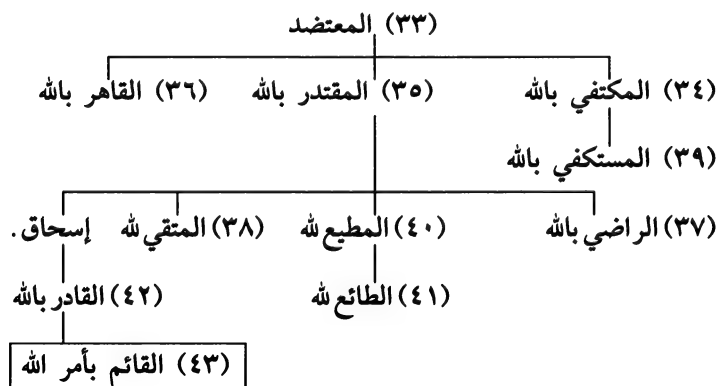 (٣٣) المعتضد
(٣٤) المكتفي بالله (٣٥) المقتدر بالله (٣٦) القاهر بالله
(٣٩) المستكفي بالله
(٣٧) الراضي بالله (٤٠) المطيع لله (٣٨) المتقي لله إسحاق.
(٤١) الطائع لله (٤٢) القادر بالله
(٤٣) القائم بأمر الله